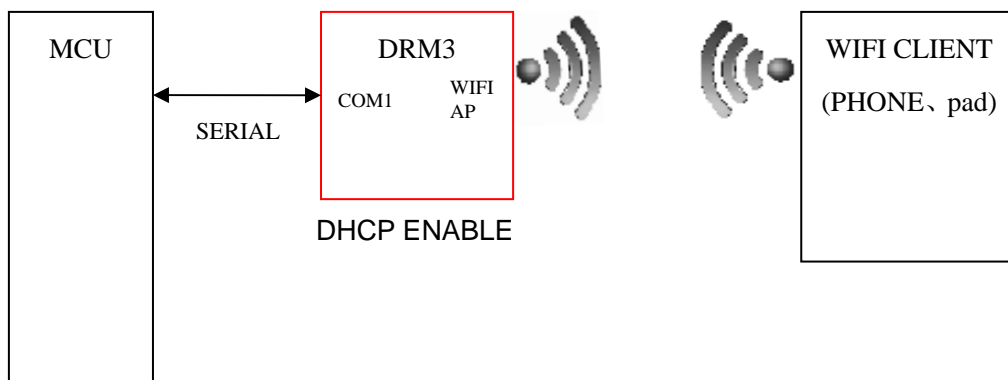 MCU
SERIAL
DRM3
COM1
WIFI
AP
DHCP ENABLE
WIFI CLIENT
(PHONE、pad)